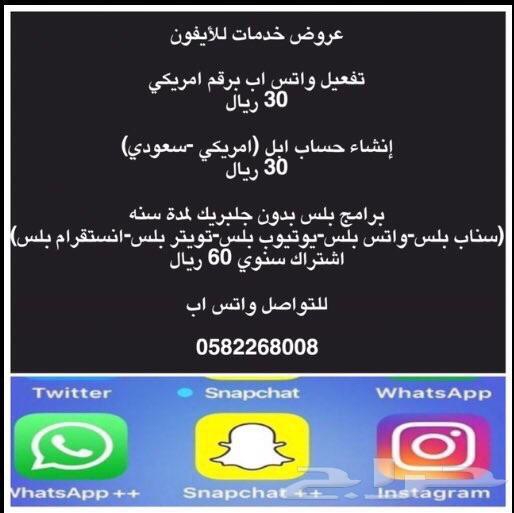 عروض خدمات للأيفون
تفعيل واتس اب برقم امريكي
30 ريال
إنشاء حساب ابل (امريكي -سعودي)
30 ريال
برامج بلس بدون جلبريك لمدة سنه
(سناب بلس-واتس بلس-يوتيوب بلس-تويتر بلس-انستقرام بلس)
اشتراك سنوي 60 ريال
للتواصل واتس اب
0582268008
Twitter Snapchat WhatsApp
WhatsApp ++ Snapchat ++ Instagram
حراج